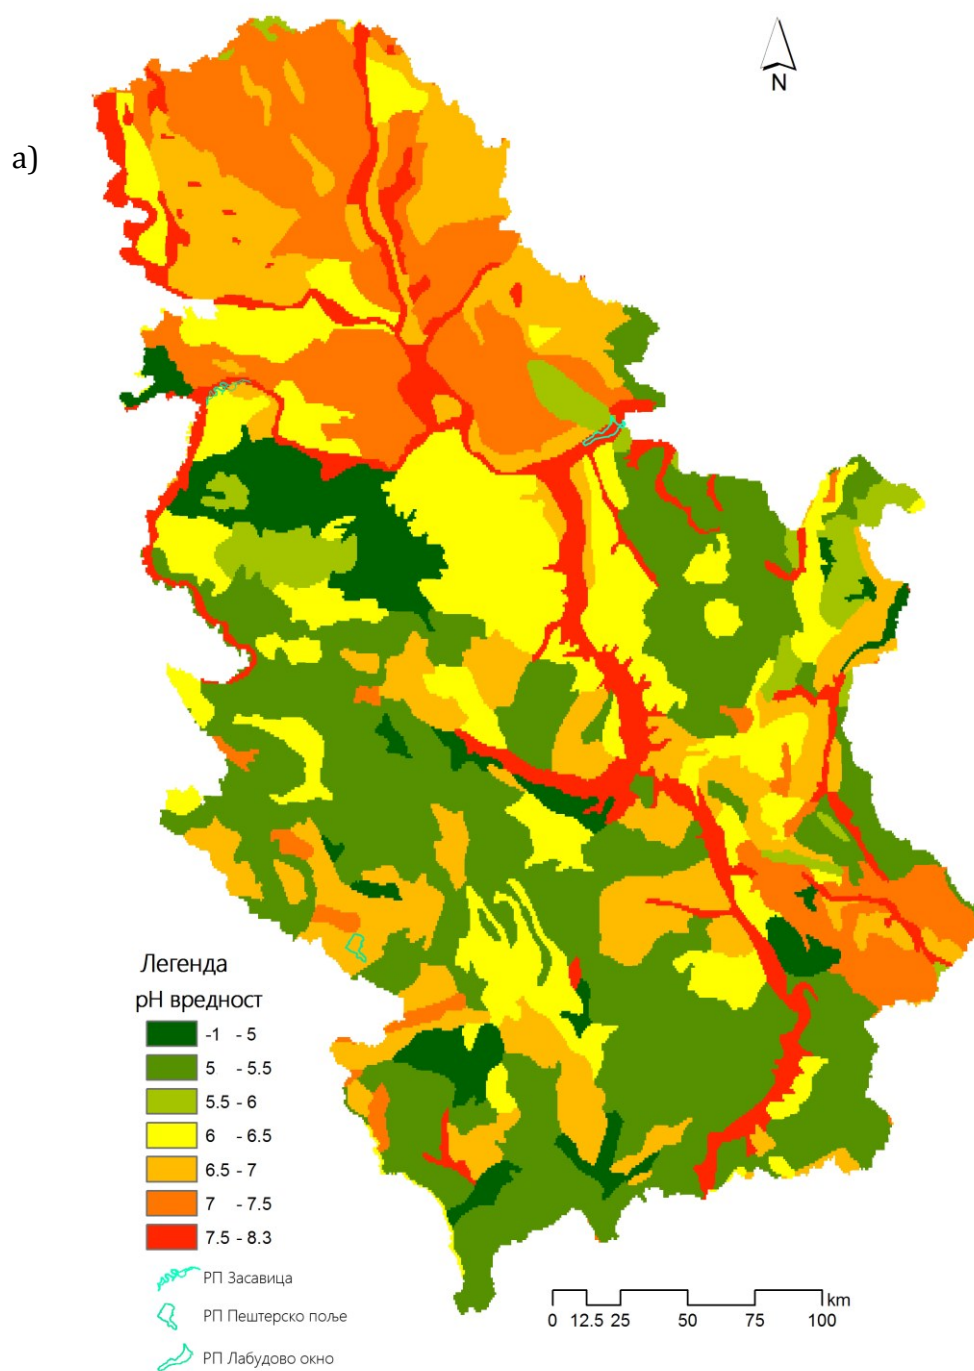 N
а)
Легенда
pH вредност
-1 - 5
5 - 5.5
5.5 - 6
6 - 6.5
6.5 - 7
7 - 7.5
7.5 - 8.3
РП Засавица
РП Пештерско поље
РП Лабудово окно
km
0 12.5 25 50 75 100